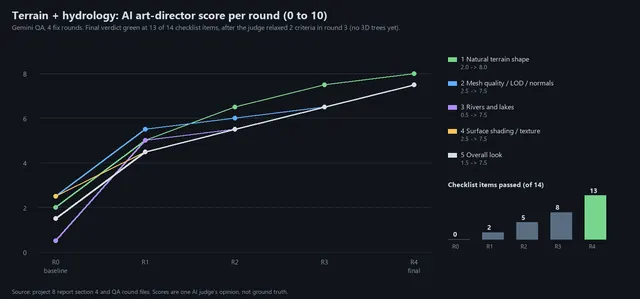 Terrain + hydrology: AI art-director score per round (0 to 10)
Gemini QA, 4 fix rounds. Final verdict green at 13 of 14 checklist items, after the judge relaxed 2 criteria in round 3 (no 3D trees yet).
8
6
4
2
0
R0
baseline
R1
R2
R3
R4
final
1 Natural terrain shape
2.0 -> 8.0
2 Mesh quality / LOD / normals
2.5 -> 7.5
3 Rivers and lakes
0.5 -> 7.5
4 Surface shading / texture
2.5 -> 7.5
5 Overall look
1.5 -> 7.5
Checklist items passed (of 14)
0
2
5
8
13
R0
R1
R2
R3
R4
Source: project 8 report section 4 and QA round files. Scores are one AI judge's opinion, not ground truth.